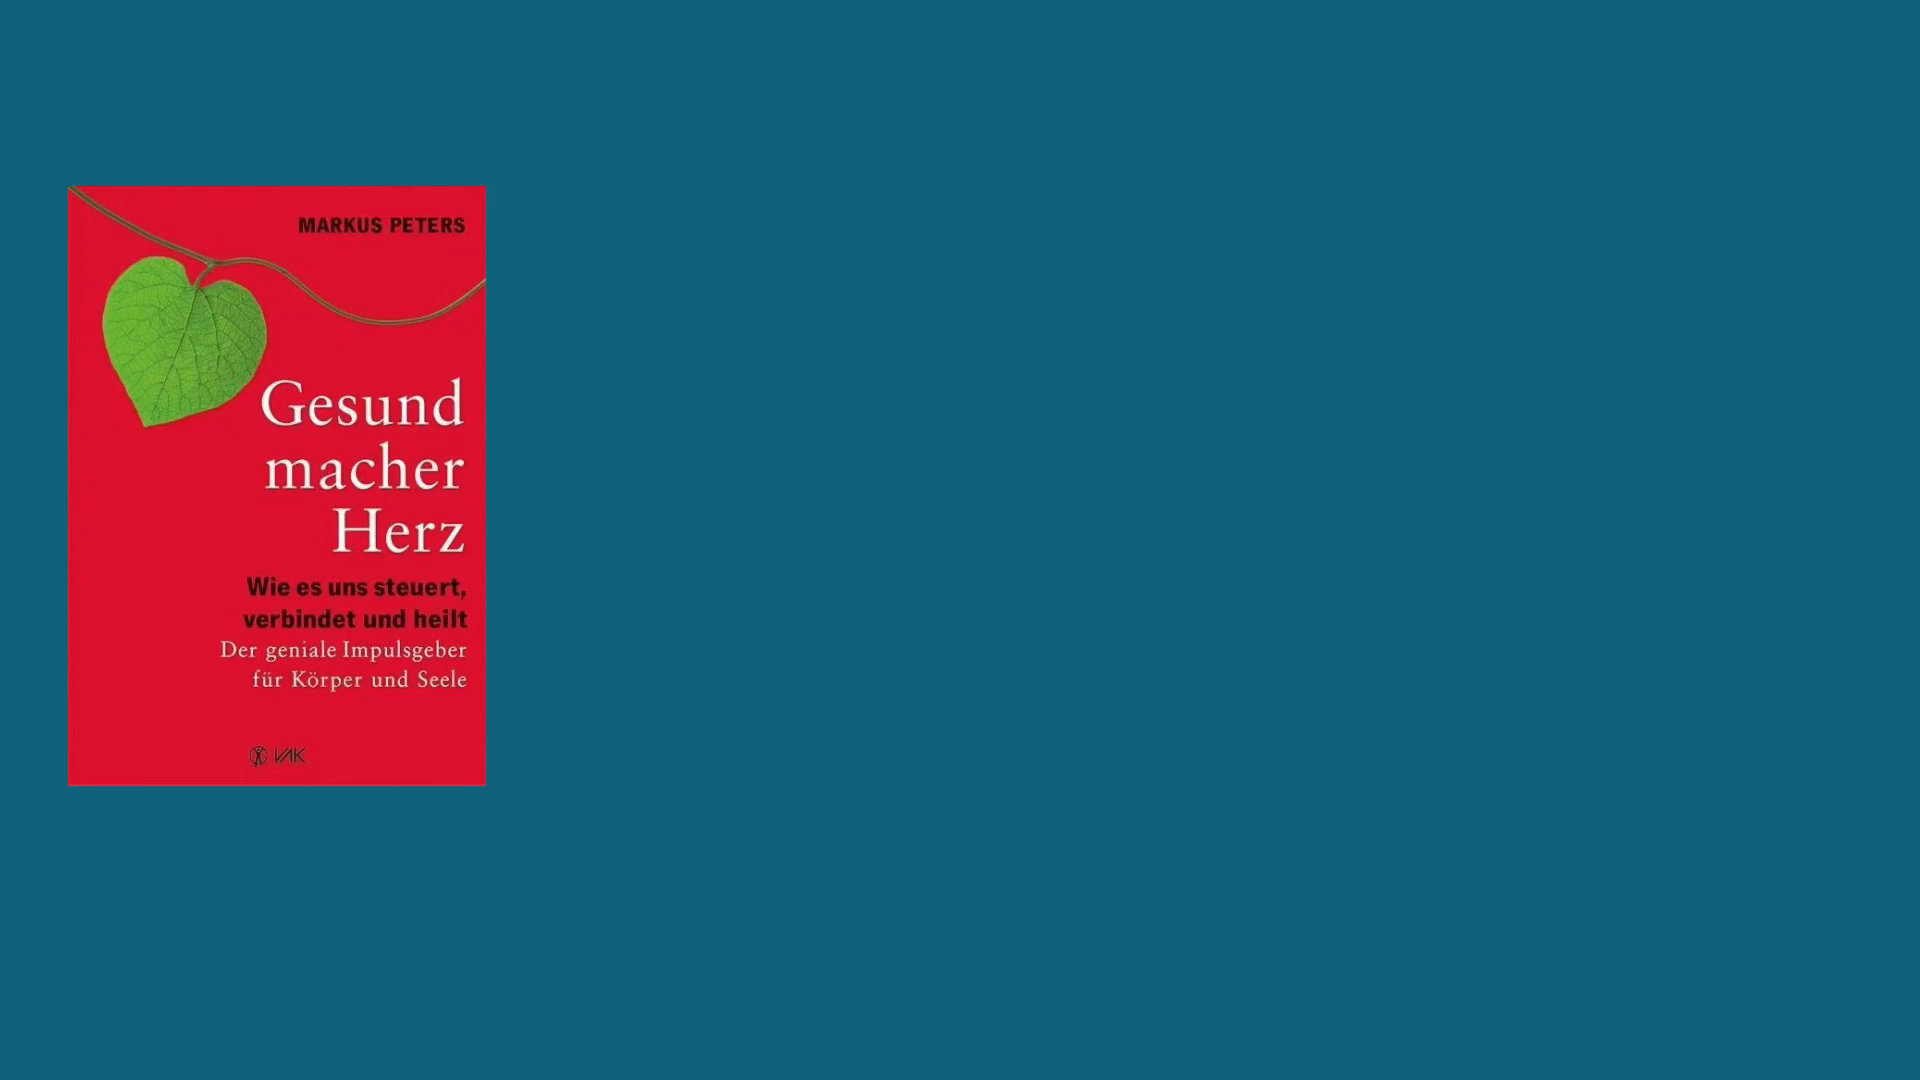 MARKUS PETERS
Gesund
macher
Herz
Wie es uns steuert,
verbindet und heilt
Der geniale Impulsgeber
für Körper und Seele
VAK